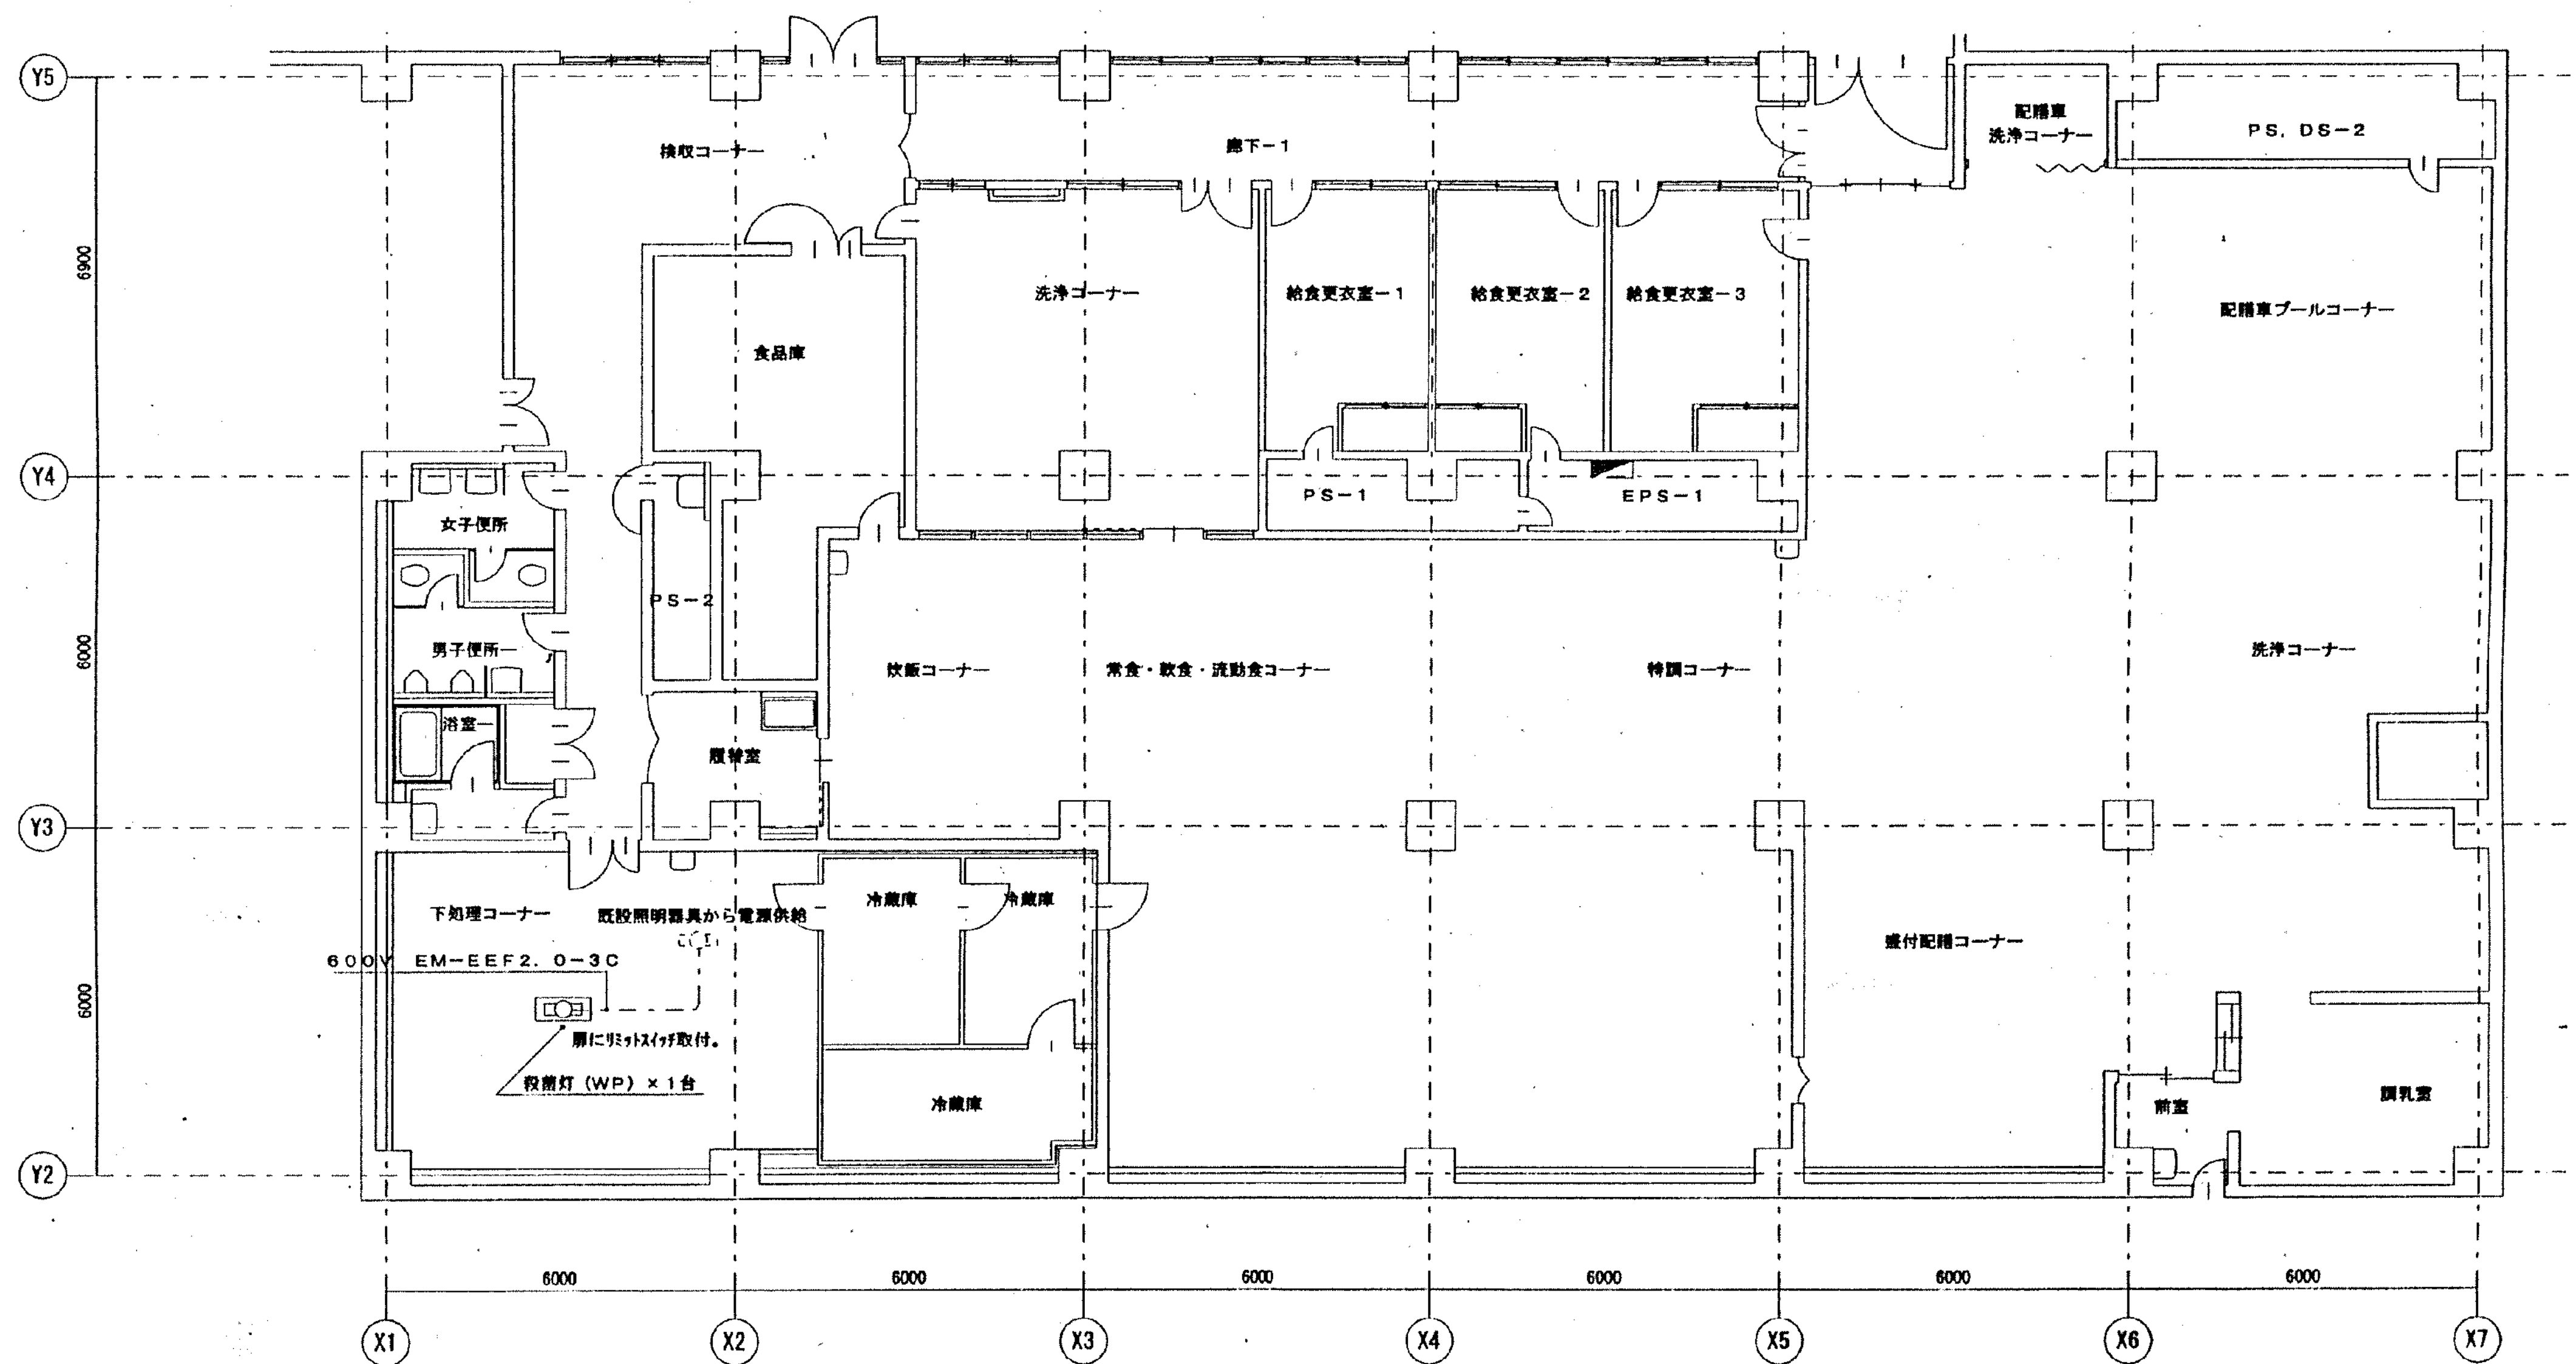 Y5
配膳車
洗浄コーナー
PS, DS-2
検収コーナー
廊下-1
6900
洗浄コーナー
給食更衣室-1
給食更衣室-2
給食更衣室-3
配膳車プールコーナー
食品庫
Y4
PS-1
EPS-1
女子便所
PS-2
6000
男子便所
炊飯コーナー
常食・軟食・流動食コーナー
特調コーナー
洗浄コーナー
浴室
履替室
Y3
下処理コーナー
既設照明器具から電源供給
冷蔵庫
冷蔵庫
盛付配膳コーナー
600V EM-EEF2.0-3C
6000
扉にリミットスイッチ取付。
殺菌灯(WP)×1台
冷蔵庫
前室
調乳室
Y2
6000
6000
6000
6000
6000
6000
X1
X2
X3
X4
X5
X6
X7